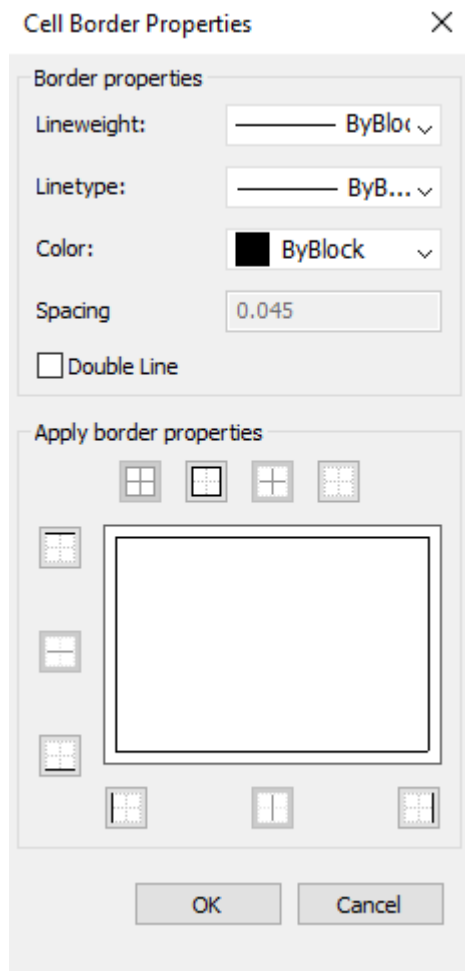 Cell Border Properties
Border properties
Lineweight: ByBloc
Linetype: ByB...
Color: ByBlock
Spacing 0.045
Double Line
Apply border properties
OK Cancel